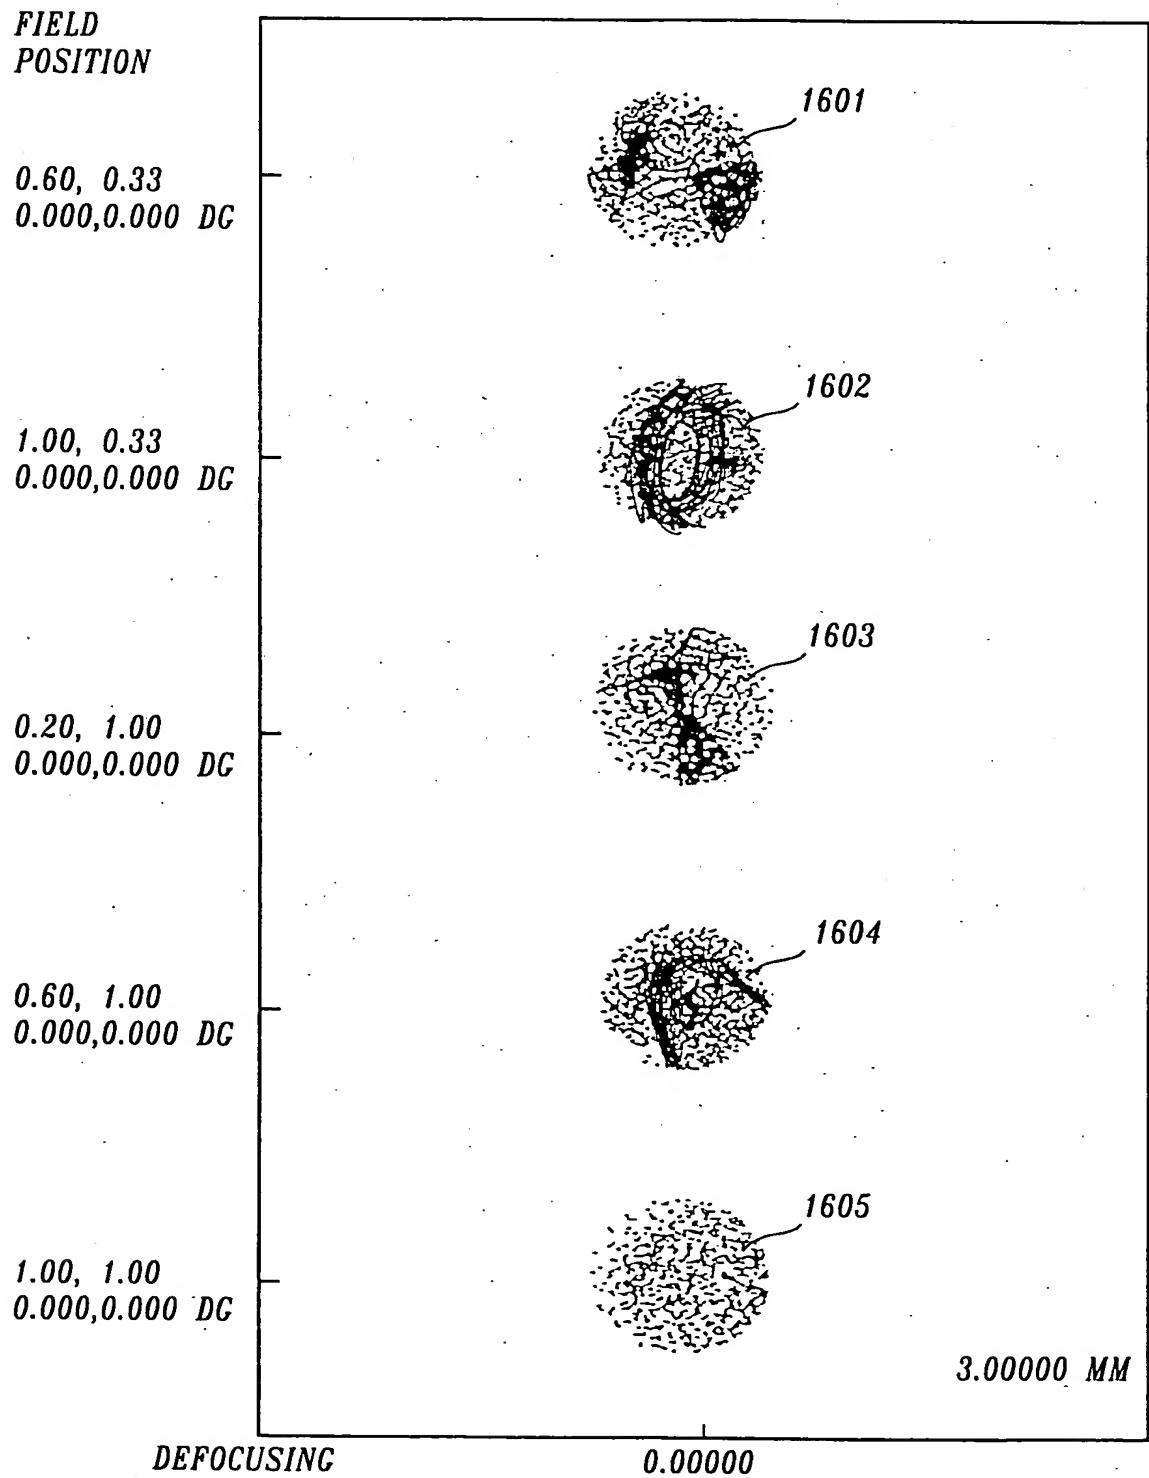 FIELD
POSITION
1601
0.60, 0.33
0.000,0.000 DG
1602
1.00, 0.33
0.000,0.000 DG
1603
0.20, 1.00
0.000,0.000 DG
1604
0.60, 1.00
0.000,0.000 DG
1605
1.00, 1.00
0.000,0.000 DG
3.00000 MM
DEFOCUSING
0.00000